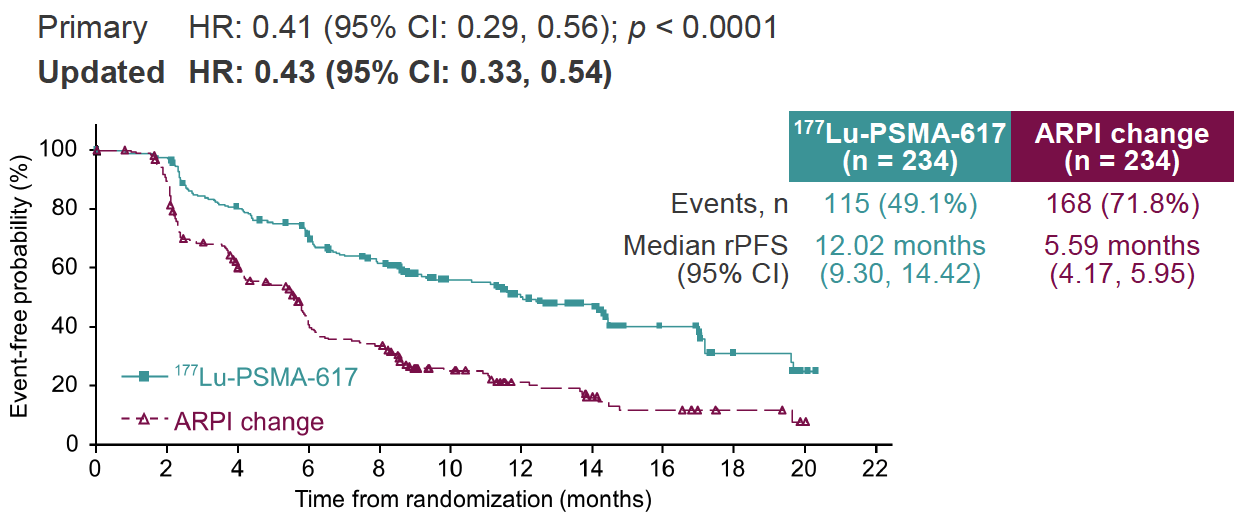 Primary HR: 0.41 (95% CI: 0.29, 0.56); p < 0.0001
Updated HR: 0.43 (95% CI: 0.33, 0.54)
177Lu-PSMA-617 ARPI change
(n = 234) (n = 234)
Events, n 115 (49.1%) 168 (71.8%)
Median rPFS 12.02 months 5.59 months
(95% CI) (9.30, 14.42) (4.17, 5.95)
Event-free probability (%)
100
80
60
40
20
0
177Lu-PSMA-617
ARPI change
0 2 4 6 8 10 12 14 16 18 20 22
Time from randomization (months)